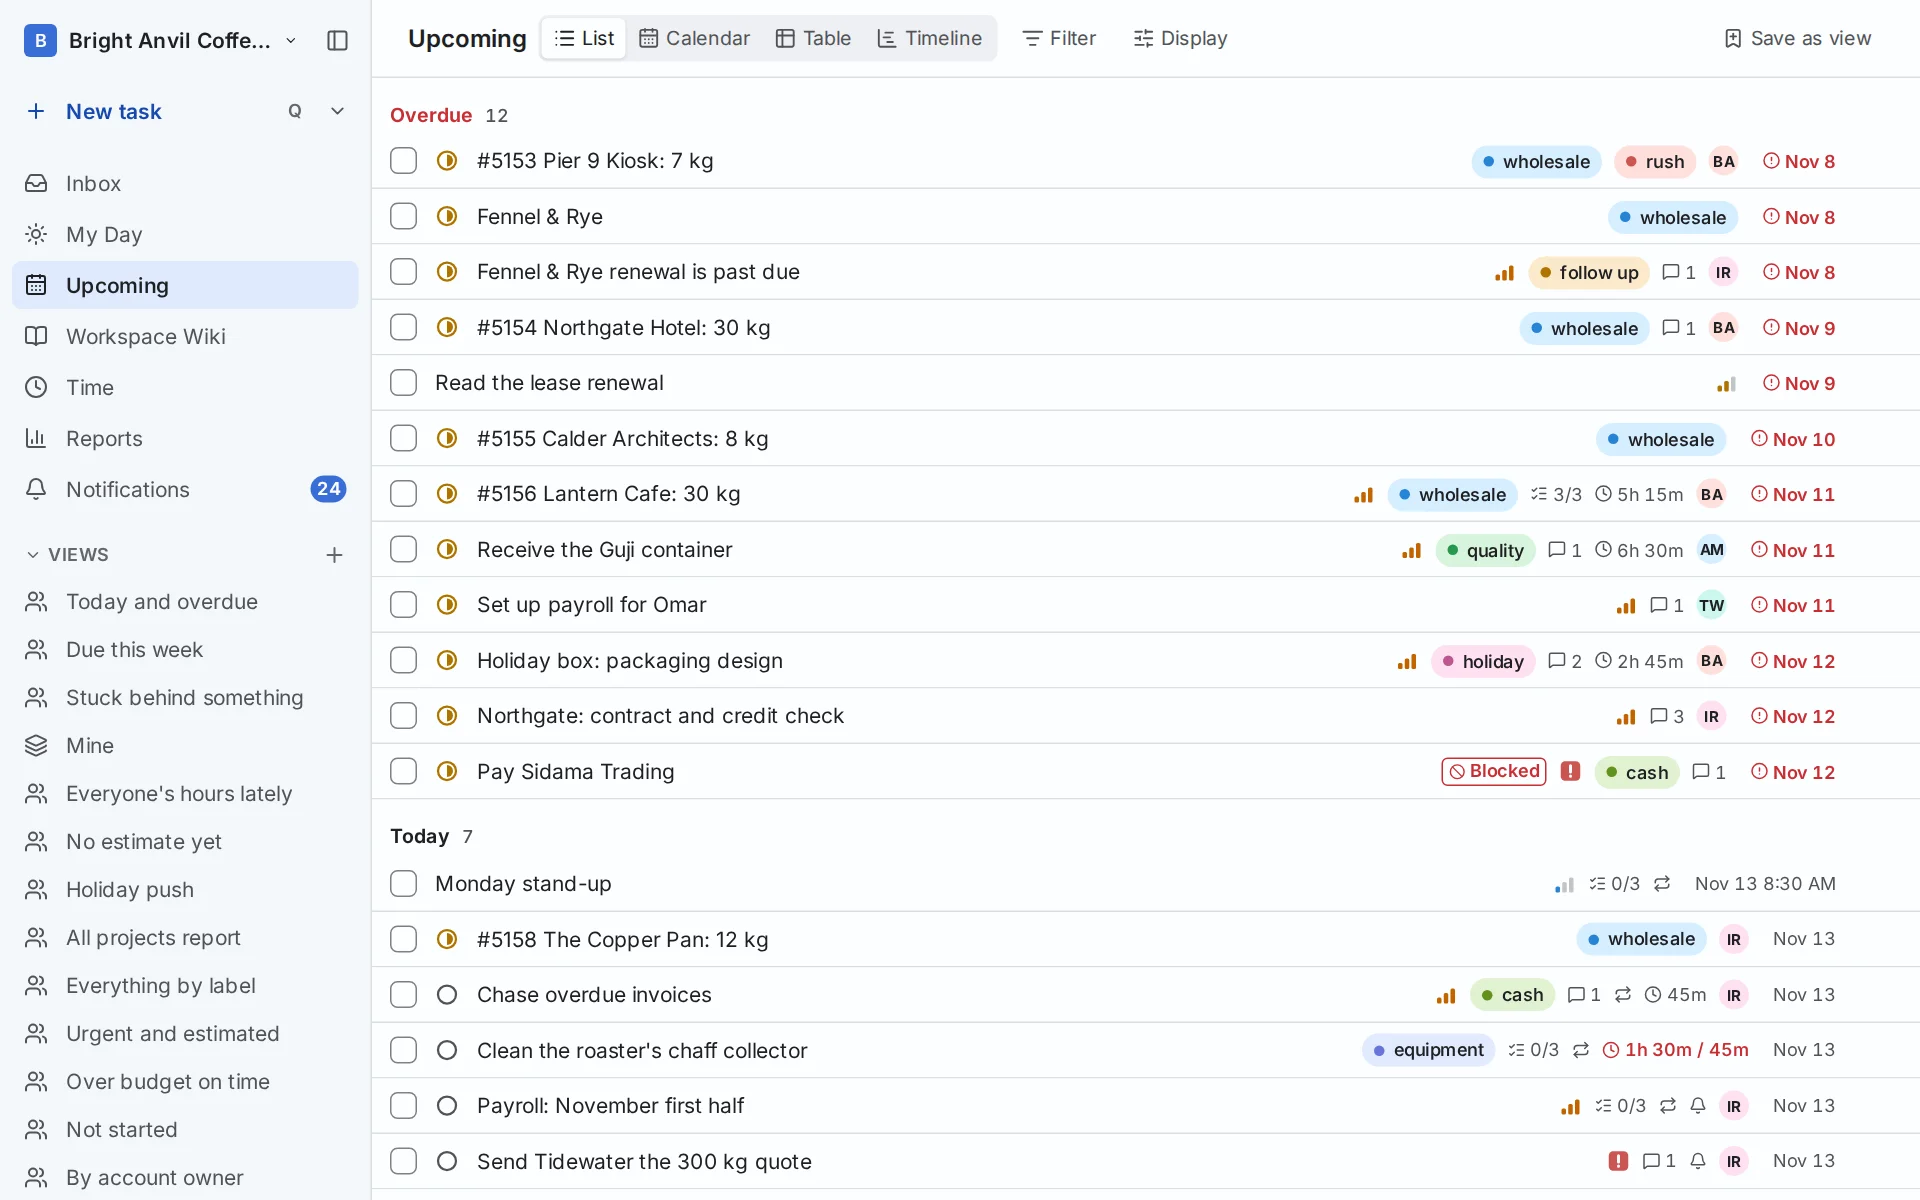 B Bright Anvil Coffe...
New task Q
Inbox
My Day
Upcoming
Workspace Wiki
Time
Reports
Notifications 24
VIEWS
Today and overdue
Due this week
Stuck behind something
Mine
Everyone's hours lately
No estimate yet
Holiday push
All projects report
Everything by label
Urgent and estimated
Over budget on time
Not started
By account owner
Upcoming List Calendar Table Timeline Filter Display Save as view
Overdue 12
#5153 Pier 9 Kiosk: 7 kg wholesale rush BA Nov 8
Fennel & Rye wholesale Nov 8
Fennel & Rye renewal is past due follow up 1 IR Nov 8
#5154 Northgate Hotel: 30 kg wholesale 1 BA Nov 9
Read the lease renewal Nov 9
#5155 Calder Architects: 8 kg wholesale Nov 10
#5156 Lantern Cafe: 30 kg wholesale 3/3 5h 15m BA Nov 11
Receive the Guji container quality 1 6h 30m AM Nov 11
Set up payroll for Omar 1 TW Nov 11
Holiday box: packaging design holiday 2 2h 45m BA Nov 12
Northgate: contract and credit check 3 IR Nov 12
Pay Sidama Trading Blocked cash 1 Nov 12
Today 7
Monday stand-up 0/3 Nov 13 8:30 AM
#5158 The Copper Pan: 12 kg wholesale IR Nov 13
Chase overdue invoices cash 1 45m IR Nov 13
Clean the roaster's chaff collector equipment 0/3 1h 30m / 45m Nov 13
Payroll: November first half 0/3 IR Nov 13
Send Tidewater the 300 kg quote 1 IR Nov 13